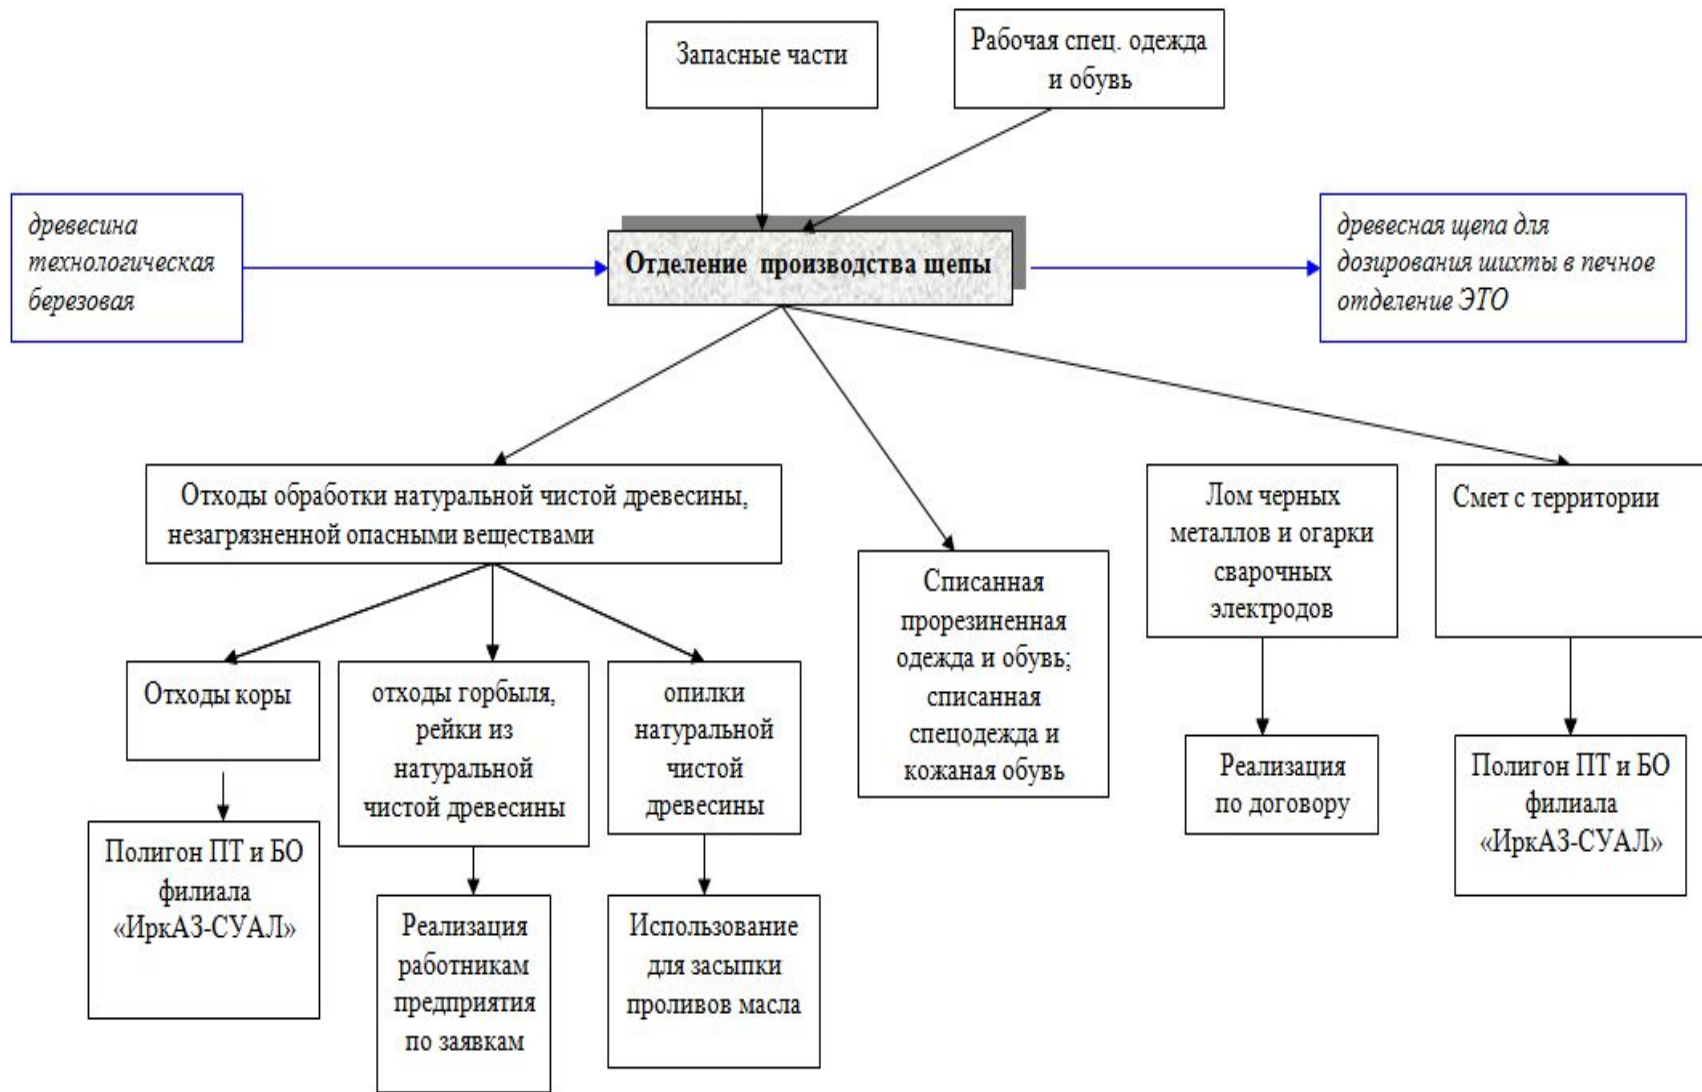 Запасные части
Рабочая спец. одежда
и обувь
древесина
технологическая
березовая
Отделение производства щепы
древесная щепа для
дозирования шихты в печное
отделение ЭТО
Отходы обработки натуральной чистой древесины,
незагрязненной опасными веществами
Списанная
прорезиненная
одежда и обувь;
списанная
спецодежда и
кожаная обувь
Лом черных
металлов и огарки
сварочных
электродов
Смет с территории
Отходы коры
отходы горбыля,
рейки из
натуральной
чистой древесины
опилки
натуральной
чистой
древесины
Реализация
по договору
Полигон ПТ и БО
филиала
«ИркАЗ-СУАЛ»
Полигон ПТ и БО
филиала
«ИркАЗ-СУАЛ»
Реализация
работникам
предприятия
по заявкам
Использование
для засыпки
проливов масла